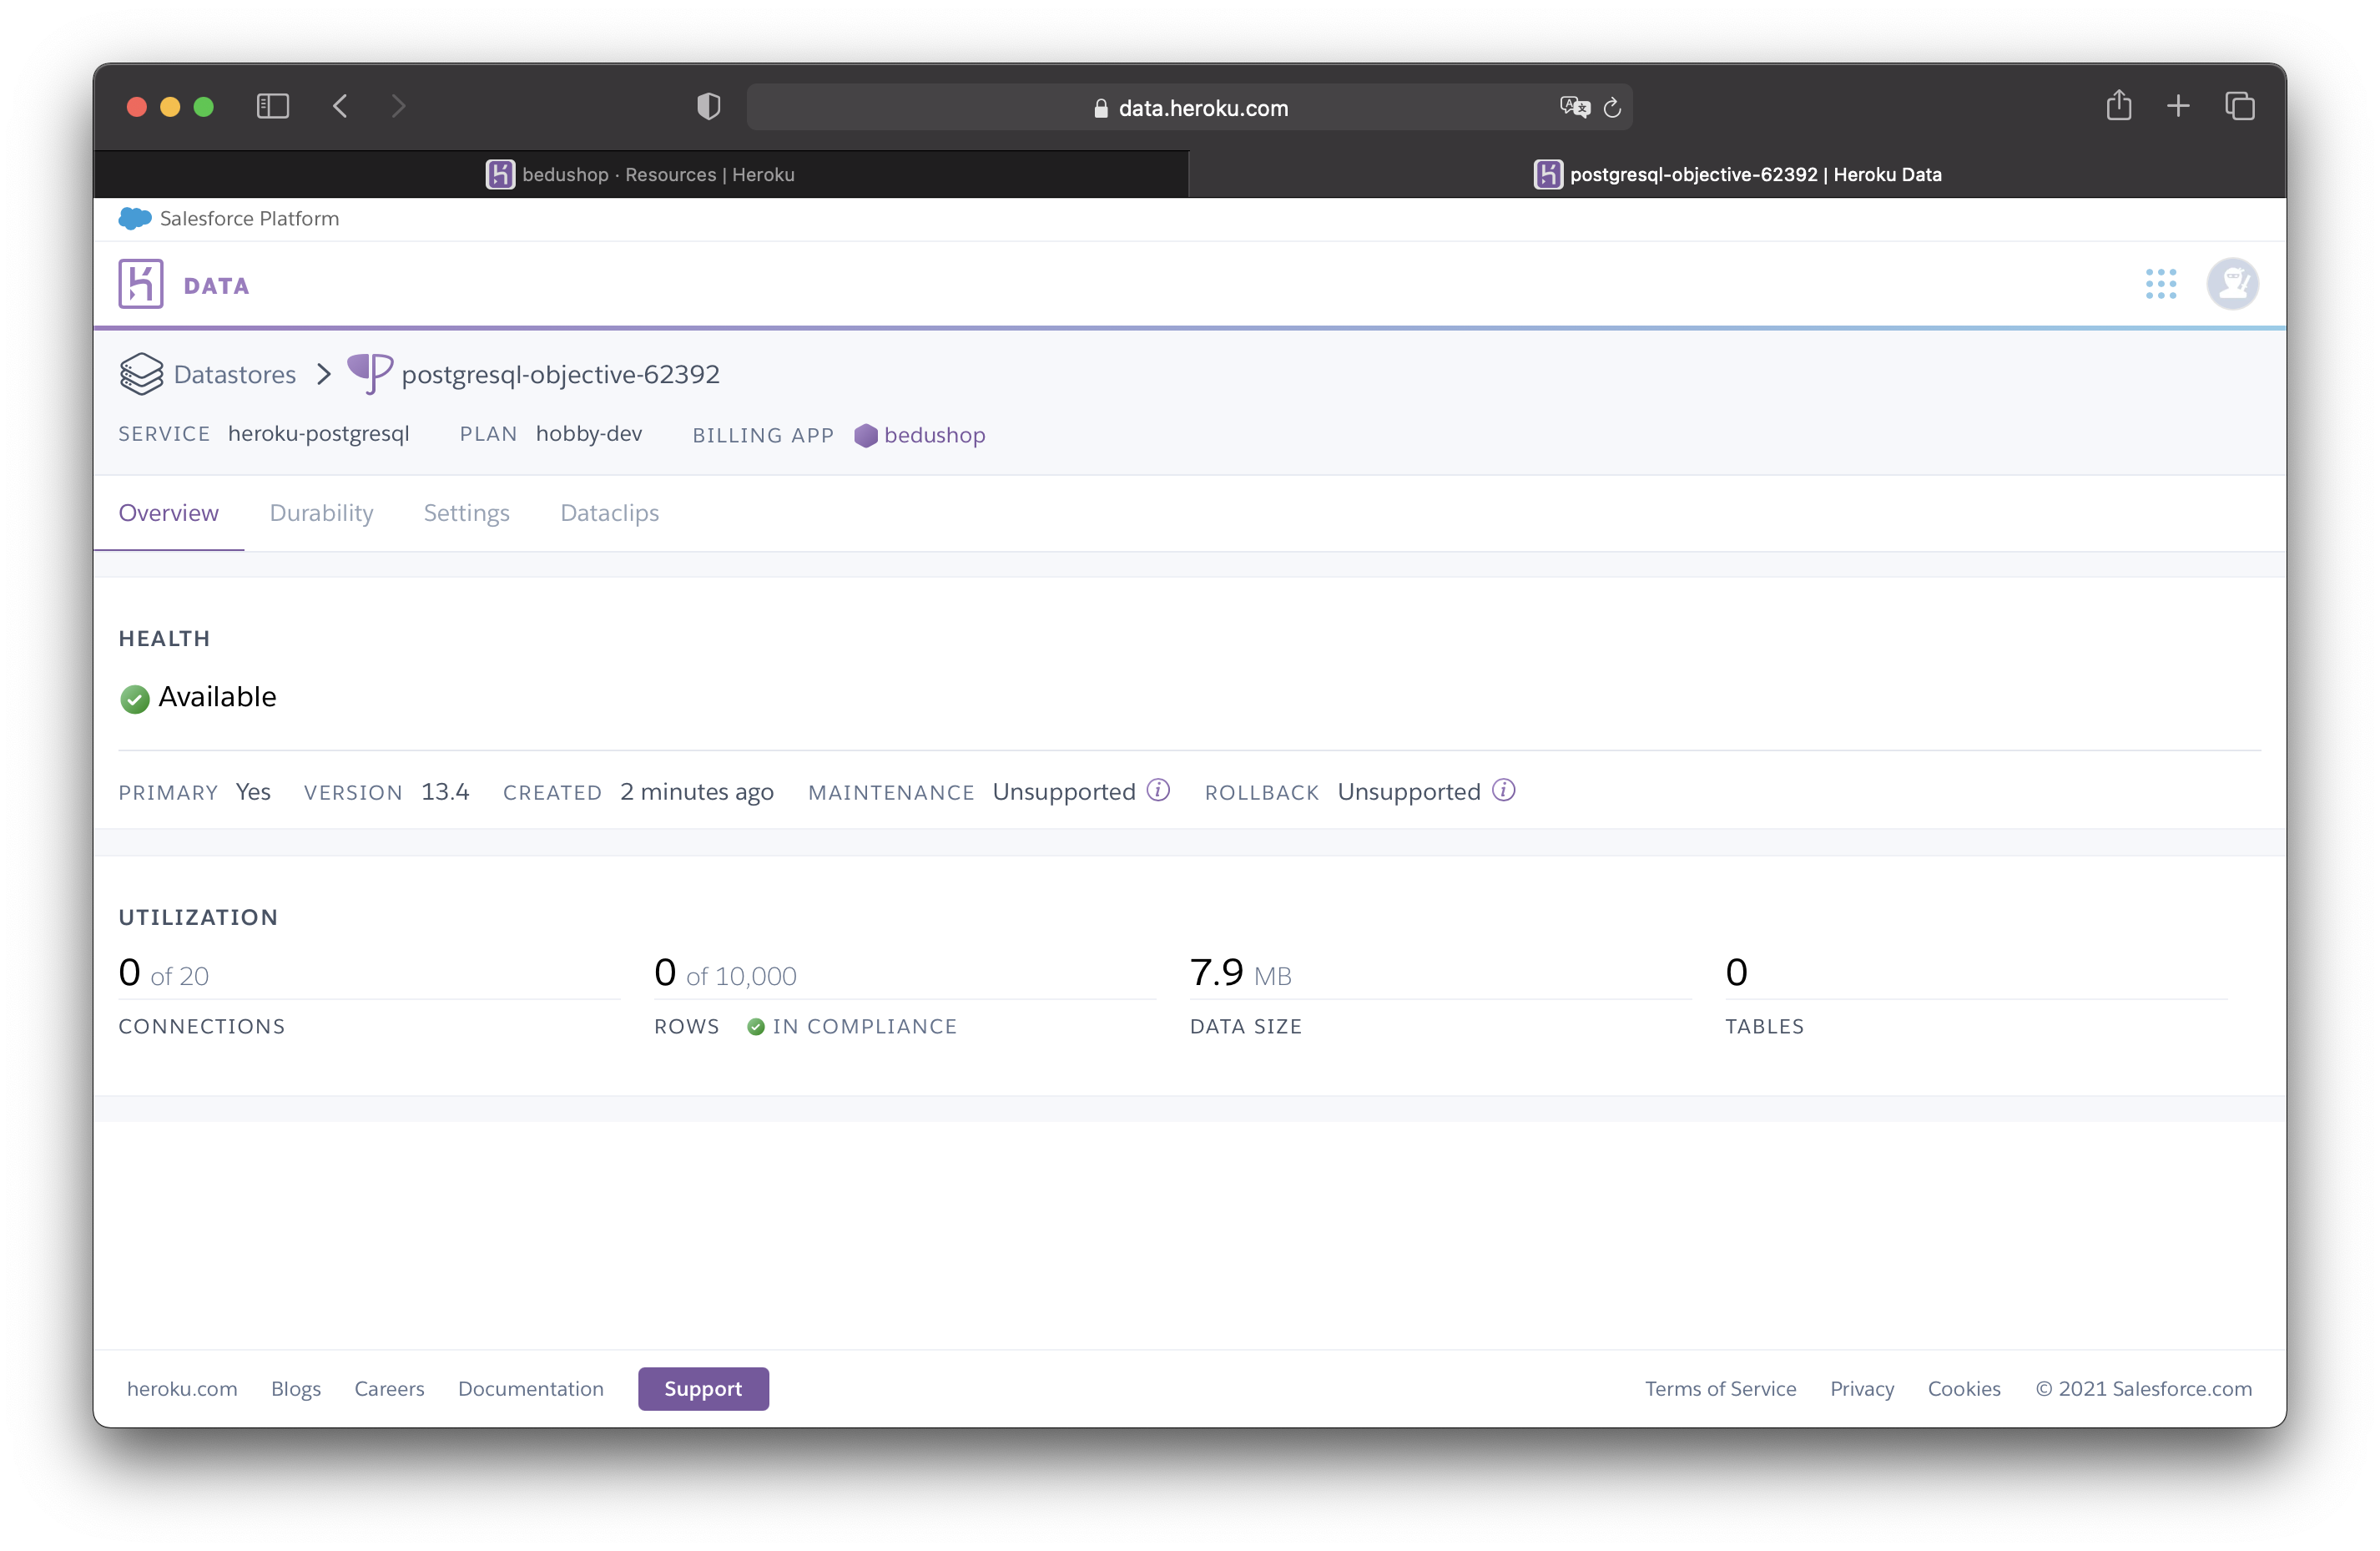 data.heroku.com
bedushop · Resources | Heroku
postgresql-objective-62392 | Heroku Data
Salesforce Platform
DATA
Datastores > postgresql-objective-62392
SERVICE heroku-postgresql PLAN hobby-dev BILLING APP bedushop
Overview Durability Settings Dataclips
HEALTH
Available
PRIMARY Yes VERSION 13.4 CREATED 2 minutes ago MAINTENANCE Unsupported ROLLBACK Unsupported
UTILIZATION
0 of 20 0 of 10,000 7.9 MB 0
CONNECTIONS ROWS IN COMPLIANCE DATA SIZE TABLES
heroku.com Blogs Careers Documentation Support Terms of Service Privacy Cookies © 2021 Salesforce.com